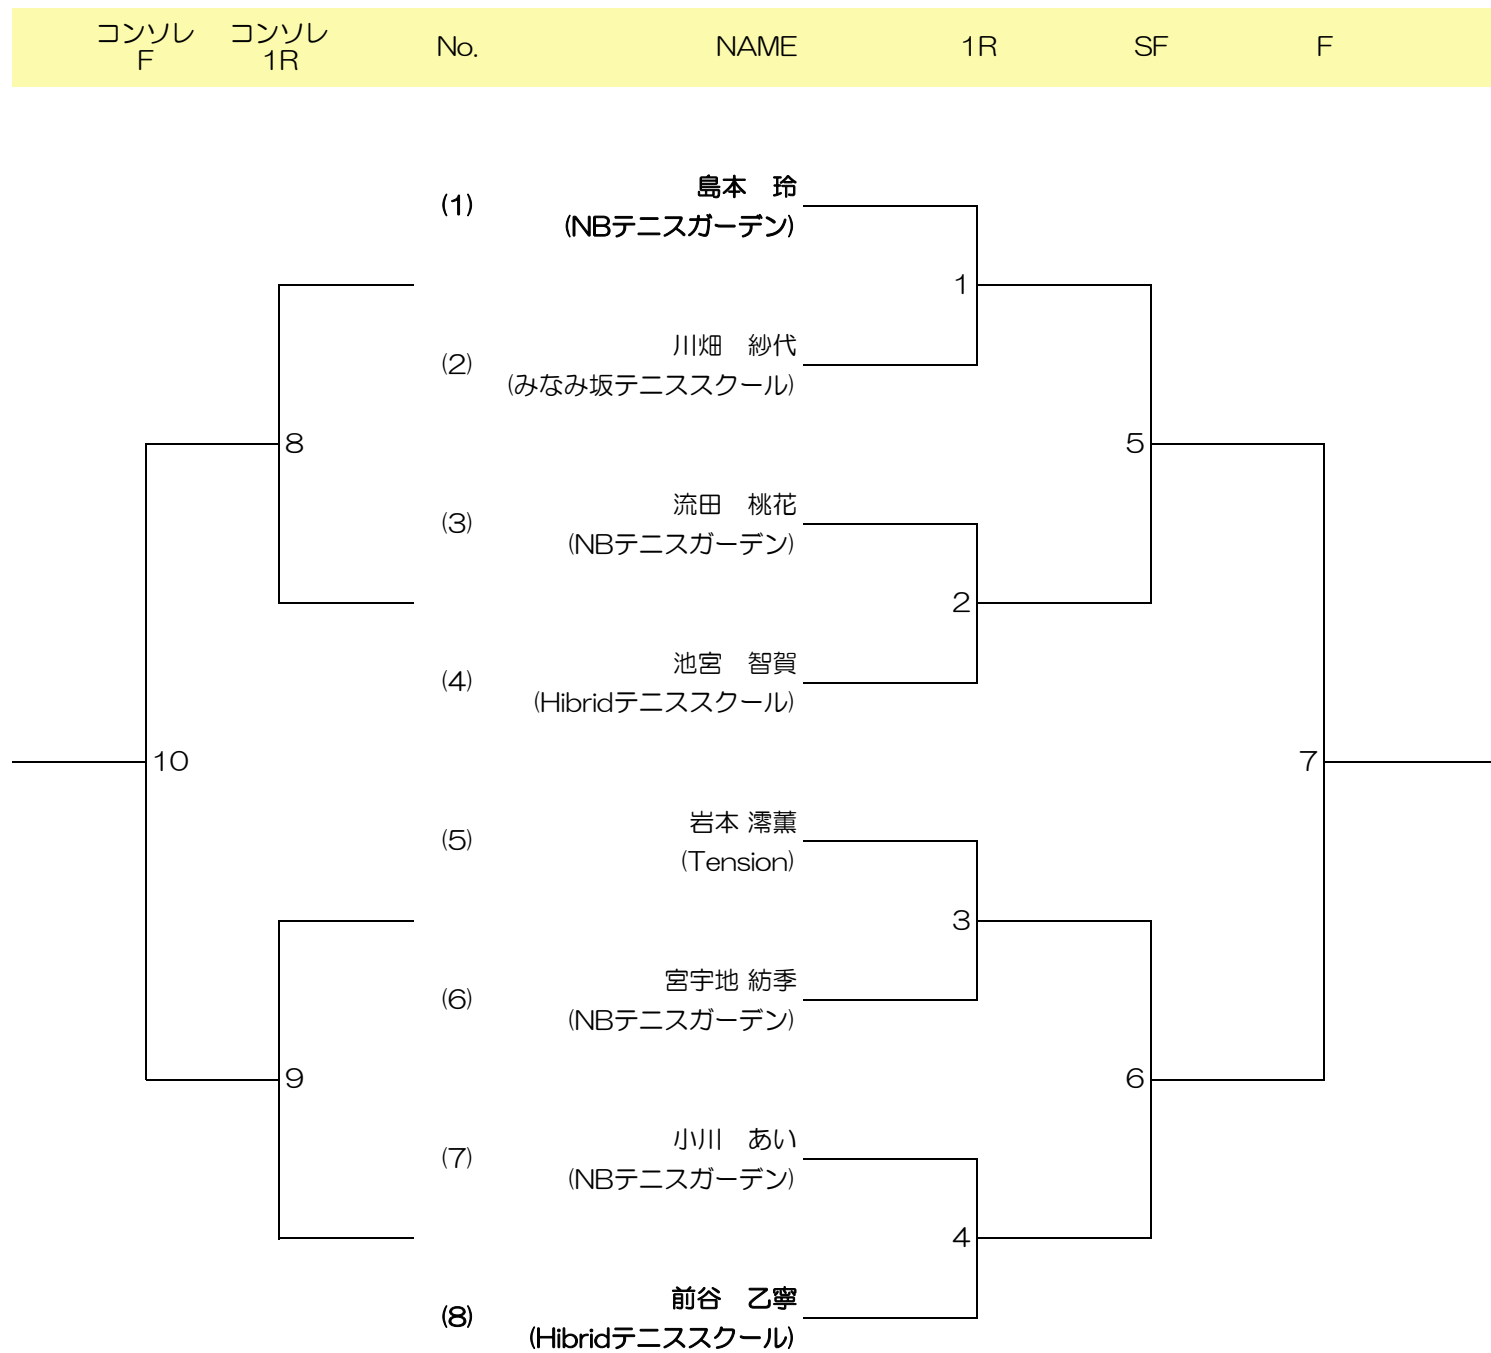 コンソレ コンソレ No. NAME 1R SF F
F 1R
島本　玲
(1)
(NBテニスガーデン)
1
川畑　紗代
(2)
(みなみ坂テニススクール)
8 5
流田　桃花
(3)
(NBテニスガーデン)
2
池宮　智賀
(4)
(Hibridテニススクール)
10 7
岩本 澪薫
(5)
(Tension)
3
宮宇地 紡季
(6)
(NBテニスガーデン)
9 6
小川　あい
(7)
(NBテニスガーデン)
4
前谷　乙寧
(8)
(Hibridテニススクール)